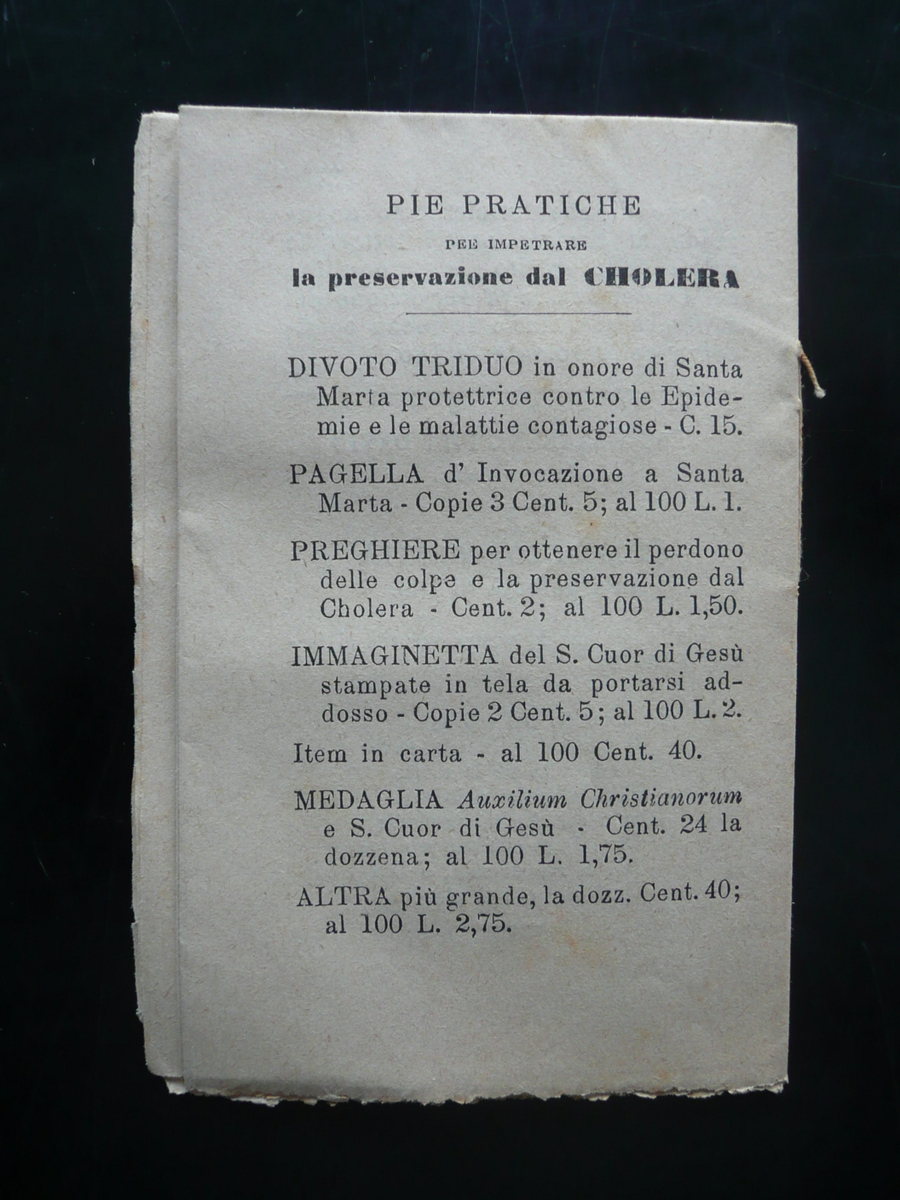 PIE PRATICHE
PER IMPETRARE
la preservazione dal CHOLERA
DIVOTO TRIDUO in onore di Santa
Marta protettrice contro le Epide-
mie e le malattie contagiose - C. 15.
PAGELLA d' Invocazione a Santa
Marta - Copie 3 Cent. 5; al 100 L. 1.
PREGHIERE per ottenere il perdono
delle colpe e la preservazione dal
Cholera - Cent. 2; al 100 L. 1,50.
IMMAGINETTA del S. Cuor di Gesù
stampate in tela da portarsi ad-
dosso - Copie 2 Cent. 5; al 100 L. 2.
Item in carta - al 100 Cent. 40.
MEDAGLIA Auxilium Christianorum
e S. Cuor di Gesù - Cent. 24 la
dozzena; al 100 L. 1,75.
ALTRA più grande, la dozz. Cent. 40;
al 100 L. 2,75.